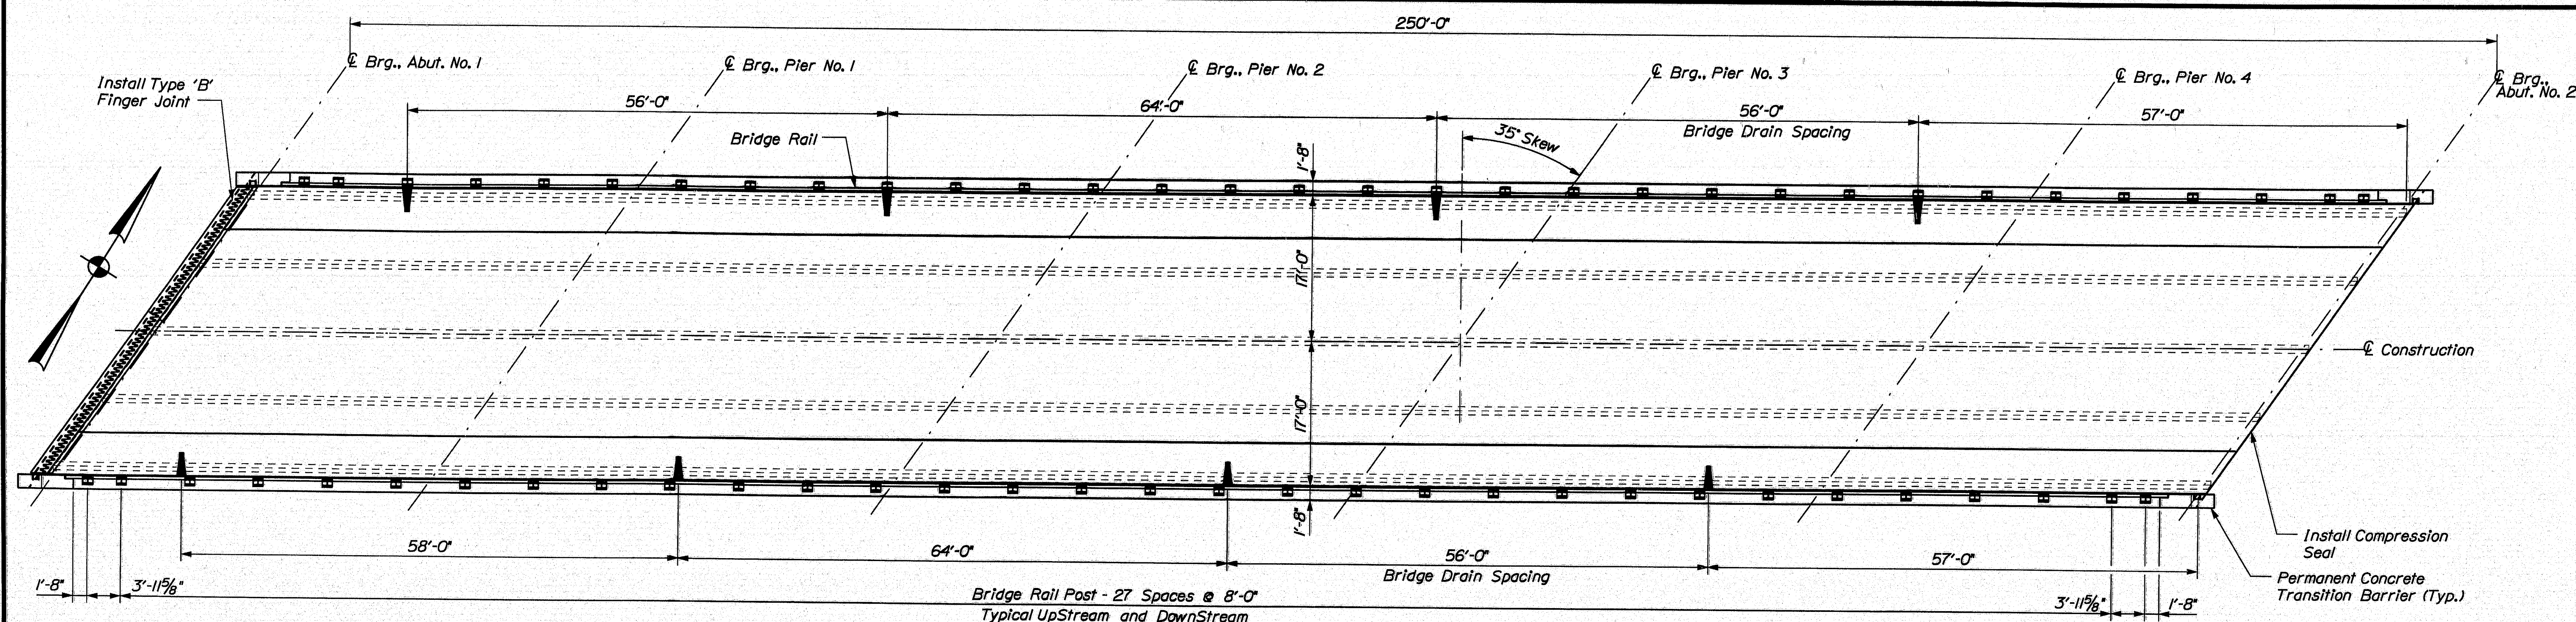 250'-0"
℄ Brg., Abut. No. 1
℄ Brg., Pier No. 1
℄ Brg., Pier No. 2
℄ Brg., Pier No. 3
℄ Brg., Pier No. 4
℄ Brg.,
Abut. No. 2
Install Type 'B'
Finger Joint
56'-0"
64'-0"
56'-0"
Bridge Drain Spacing
57'-0"
Bridge Rail
35° Skew
1'-8"
17'-0"
17'-0"
1'-8"
℄ Construction
58'-0"
64'-0"
56'-0"
Bridge Drain Spacing
57'-0"
Install Compression
Seal
Permanent Concrete
Transition Barrier (Typ.)
1'-8"
3'-11⅝"
Bridge Rail Post - 27 Spaces @ 8'-0"
Typical UpStream and DownStream
3'-11⅝"
1'-8"